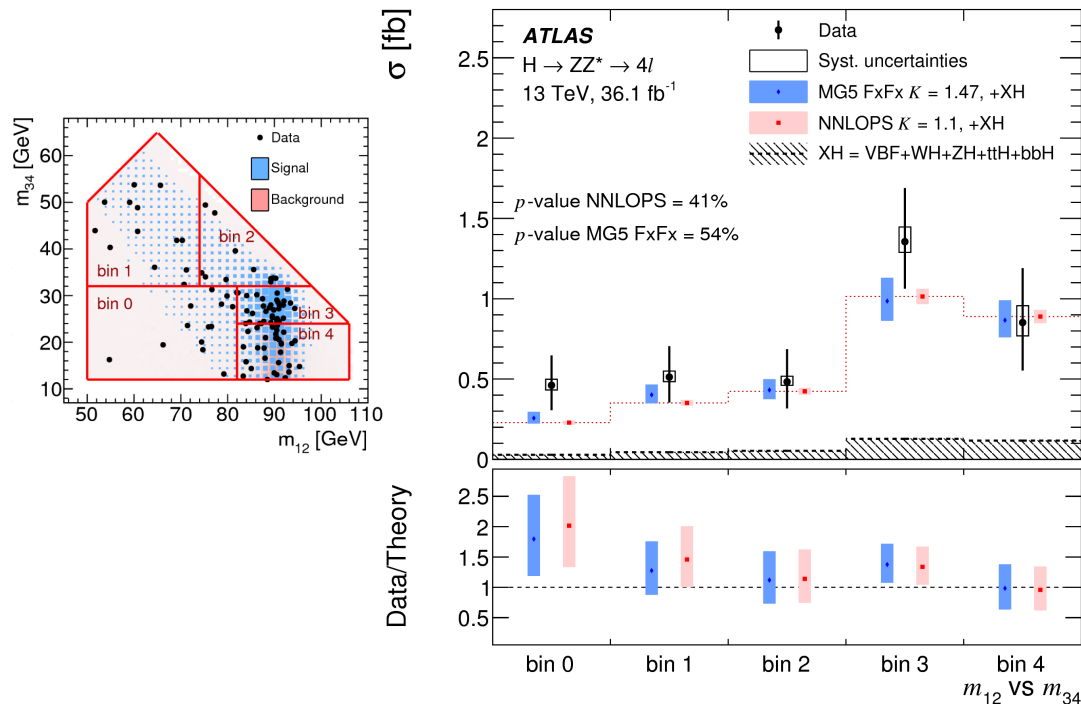 m34 [GeV]
60
50
40
30
20
10
50 60 70 80 90 100 110
m12 [GeV]
Data
Signal
Background
bin 2
bin 1
bin 0
bin 3
bin 4
σ [fb]
2.5
2
1.5
1
0.5
0
ATLAS
H → ZZ* → 4l
13 TeV, 36.1 fb-1
Data
Syst. uncertainties
MG5 FxFx K = 1.47, +XH
NNLOPS K = 1.1, +XH
XH = VBF+WH+ZH+ttH+bbH
p-value NNLOPS = 41%
p-value MG5 FxFx = 54%
Data/Theory
2.5
2
1.5
1
0.5
bin 0 bin 1 bin 2 bin 3 bin 4
m12 vs m34